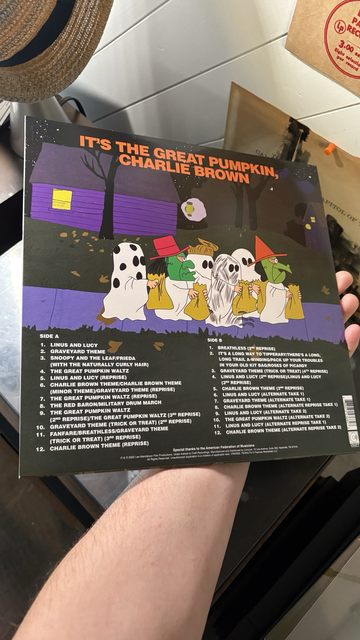 3.00
IT'S THE GREAT PUMPKIN,
CHARLIE BROWN
SIDE A
1. LINUS AND LUCY
2. GRAVEYARD THEME
3. SNOOPY AND THE LEAF/FRIEDA
(WITH THE NATURALLY CURLY HAIR)
4. THE GREAT PUMPKIN WALTZ
5. LINUS AND LUCY (REPRISE)
6. CHARLIE BROWN THEME/CHARLIE BROWN THEME
(MINOR THEME)/GRAVEYARD THEME (REPRISE)
7. THE GREAT PUMPKIN WALTZ (REPRISE)
8. THE RED BARON/MILITARY DRUM MARCH
9. THE GREAT PUMPKIN WALTZ
(2ND REPRISE)/THE GREAT PUMPKIN WALTZ (3RD REPRISE)
10. GRAVEYARD THEME (TRICK OR TREAT) (2ND REPRISE)
11. FANFARE/BREATHLESS/GRAVEYARD THEME
(TRICK OR TREAT) (3RD REPRISE)
12. CHARLIE BROWN THEME (REPRISE)
SIDE B
1. BREATHLESS (2ND REPRISE)
2. IT'S A LONG WAY TO TIPPERARY/THERE'S A LONG,
LONG TRAIL A-WINDING/PACK UP YOUR TROUBLES
IN YOUR OLD KIT BAG/ROSES OF PICARDY
3. GRAVEYARD THEME (TRICK OR TREAT)
4. LINUS AND LUCY (2ND REPRISE)/LINUS AND LUCY
(3RD REPRISE)
5. CHARLIE BROWN THEME (2ND REPRISE)
6. LINUS AND LUCY (ALTERNATE TAKE 1)
7. GRAVEYARD THEME (ALTERNATE TAKE 1)
8. CHARLIE BROWN THEME (ALTERNATE REPRISE TAKE 1)
9. LINUS AND LUCY (ALTERNATE TAKE 2)
10. THE GREAT PUMPKIN WALTZ (ALTERNATE TAKE 2)
11. LINUS AND LUCY (ALTERNATE REPRISE TAKE 2)
12. CHARLIE BROWN THEME (ALTERNATE REPRISE TAKE 3)
Special thanks to the American Federation of Musicians